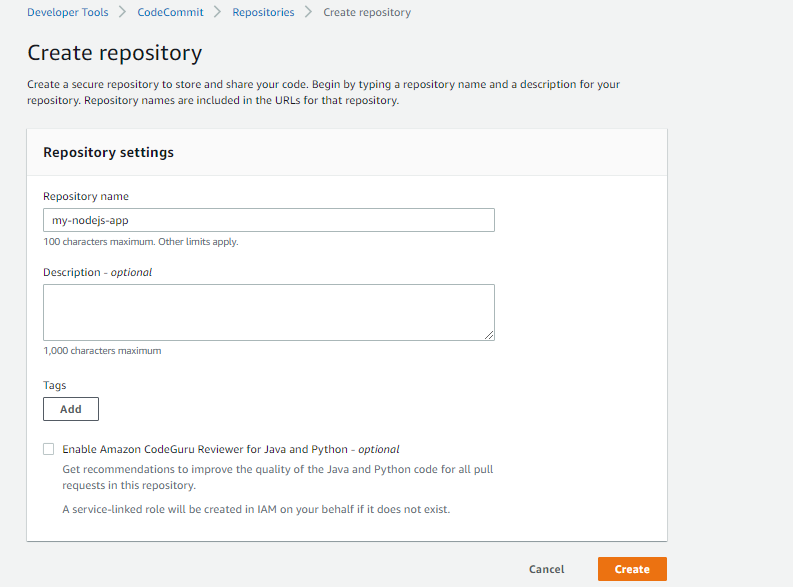 Developer Tools > CodeCommit > Repositories > Create repository
Create repository
Create a secure repository to store and share your code. Begin by typing a repository name and a description for your
repository. Repository names are included in the URLs for that repository.
Repository settings
Repository name
my-nodejs-app
100 characters maximum. Other limits apply.
Description - optional
1,000 characters maximum
Tags
Add
Enable Amazon CodeGuru Reviewer for Java and Python - optional
Get recommendations to improve the quality of the Java and Python code for all pull
requests in this repository.
A service-linked role will be created in IAM on your behalf if it does not exist.
Cancel Create